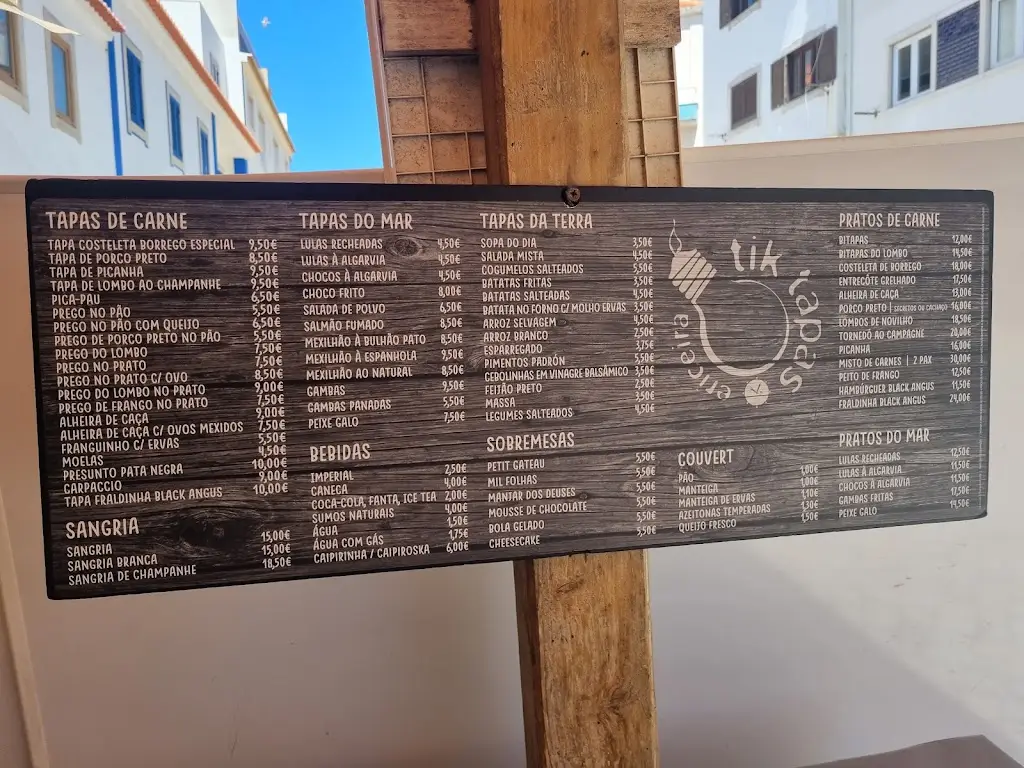 TAPAS DE CARNE
TAPA COSTELETA BORREGO ESPECIAL 9,50€
TAPA DE PORCO PRETO 8,50€
TAPA DE PICANHA 9,50€
TAPA DE LOMBO AO CHAMPANHE 9,50€
PICA-PAU 6,50€
PREGO NO PÃO 5,50€
PREGO NO PÃO COM QUEIJO 6,50€
PREGO DE PORCO PRETO NO PÃO 5,50€
PREGO DO LOMBO 7,50€
PREGO NO PRATO 7,50€
PREGO NO PRATO C/ OVO 8,50€
PREGO DO LOMBO NO PRATO 9,00€
PREGO DE FRANGO NO PRATO 7,50€
ALHEIRA DE CAÇA 9,00€
ALHEIRA DE CAÇA C/ OVOS MEXIDOS 7,50€
FRANGUINHO C/ ERVAS 5,50€
MOELAS 4,50€
PRESUNTO PATA NEGRA 10,00€
CARPACCIO 9,00€
TAPA FRALDINHA BLACK ANGUS 10,00€
SANGRIA
SANGRIA 15,00€
SANGRIA BRANCA 15,00€
SANGRIA DE CHAMPANHE 18,50€
TAPAS DO MAR
LULAS RECHEADAS 4,50€
LULAS À ALGARVIA 4,50€
CHOCOS À ALGARVIA 4,50€
CHOCO FRITO 8,00€
SALADA DE POLVO 6,50€
SALMÃO FUMADO 8,50€
MEXILHÃO À BULHÃO PATO 8,50€
MEXILHÃO À ESPANHOLA 9,50€
MEXILHÃO AO NATURAL 8,50€
GAMBAS 9,50€
GAMBAS PANADAS 5,50€
PEIXE GALO 7,50€
BEBIDAS
IMPERIAL 2,50€
CANECA 4,00€
COCA-COLA, FANTA, ICE TEA 2,00€
SUMOS NATURAIS 4,00€
ÁGUA 1,50€
ÁGUA COM GÁS 1,75€
CAIPIRINHA / CAIPIROSKA 6,00€
TAPAS DA TERRA
SOPA DO DIA 3,50€
SALADA MISTA 3,50€
COGUMELOS SALTEADOS 5,50€
BATATAS FRITAS 3,50€
BATATAS SALTEADAS 4,50€
BATATA NO FORNO C/ MOLHO ERVAS 3,50€
ARROZ SELVAGEM 4,50€
ARROZ BRANCO 2,50€
ESPARREGADO 3,75€
PIMENTOS PADRÓN 5,50€
CEBOLINHAS EM VINAGRE BALSÂMICO 3,50€
FEIJÃO PRETO 2,50€
MASSA 3,50€
LEGUMES SALTEADOS 4,50€
SOBREMESAS
PETIT GATEAU 5,50€
MIL FOLHAS 5,50€
MANJAR DOS DEUSES 5,50€
MOUSSE DE CHOCOLATE 5,50€
BOLA GELADO 5,50€
CHEESECAKE 5,50€
tik 'tapas
ericeira
COUVERT
PÃO 1,00€
MANTEIGA 1,00€
MANTEIGA DE ERVAS 1,10€
AZEITONAS TEMPERADAS 1,30€
QUEIJO FRESCO 1,50€
PRATOS DE CARNE
BITAPAS 12,00€
BITAPAS DO LOMBO 14,50€
COSTELETA DE BORREGO 18,00€
ENTRECÔTE GRELHADO 17,50€
ALHEIRA DE CAÇA 13,00€
PORCO PRETO | SEGRETOS OU CACHAÇO 16,00€
LOMBOS DE NOVILHO 18,50€
TORNEDÓ AO CAMPAGNE 20,00€
PICANHA 16,00€
MISTO DE CARNES | 2 PAX 30,00€
PEITO DE FRANGO 12,50€
HAMBÚRGUER BLACK ANGUS 11,50€
FRALDINHA BLACK ANGUS 24,00€
PRATOS DO MAR
LULAS RECHEADAS 12,50€
LULAS À ALGARVIA 11,50€
CHOCOS À ALGARVIA 11,50€
GAMBAS FRITAS 17,50€
PEIXE GALO 14,50€